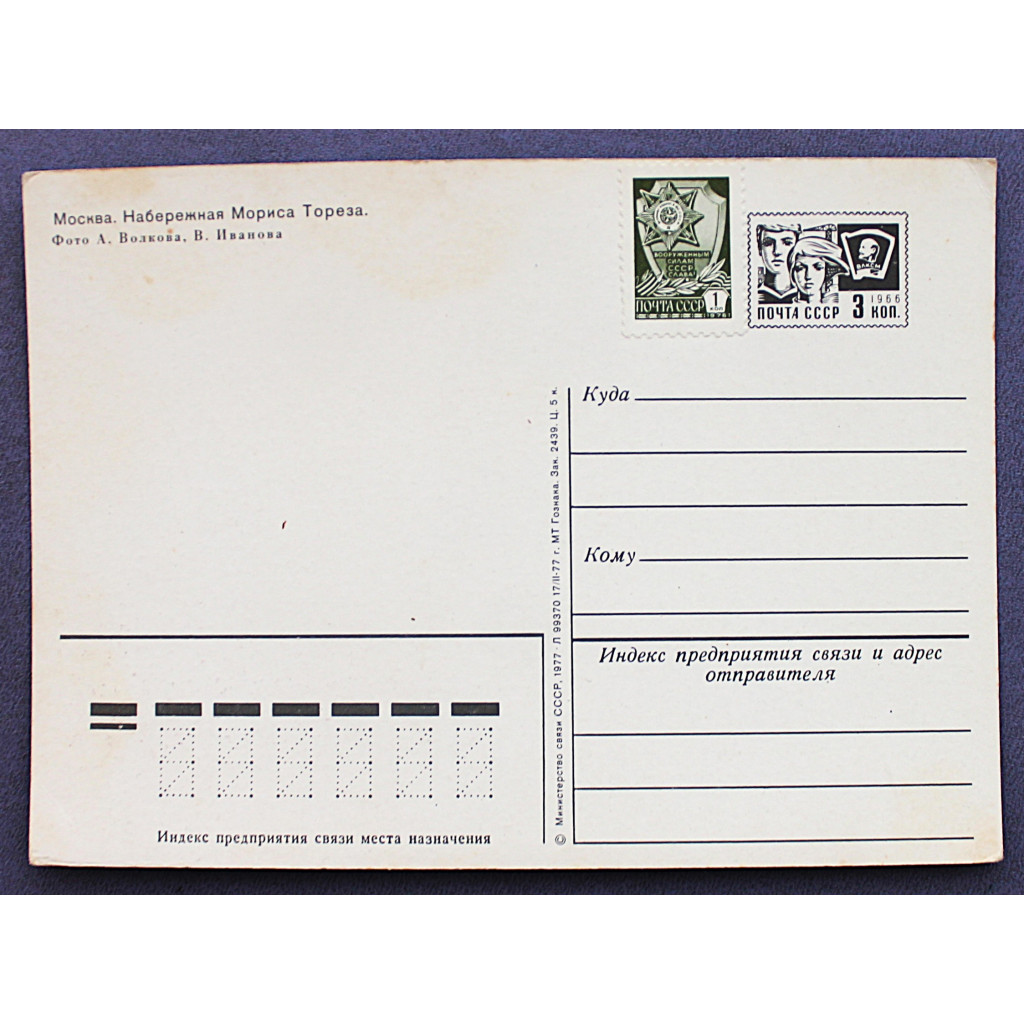 Москва. Набережная Мориса Тореза.
Фото А. Волкова, В. Иванова
ВООРУЖЕННЫМ
СИЛАМ
СССР
СЛАВА!
ПОЧТА СССР 1 КОП
1976
ВЛКСМ
1966
ПОЧТА СССР 3 КОП.
Куда
Кому
Индекс предприятия связи и адрес
отправителя
© Министерство связи СССР, 1977 · Л 99370 17/II-77 г. МТ Гознака. Зак. 2439. Ц. 5 к.
Индекс предприятия связи места назначения